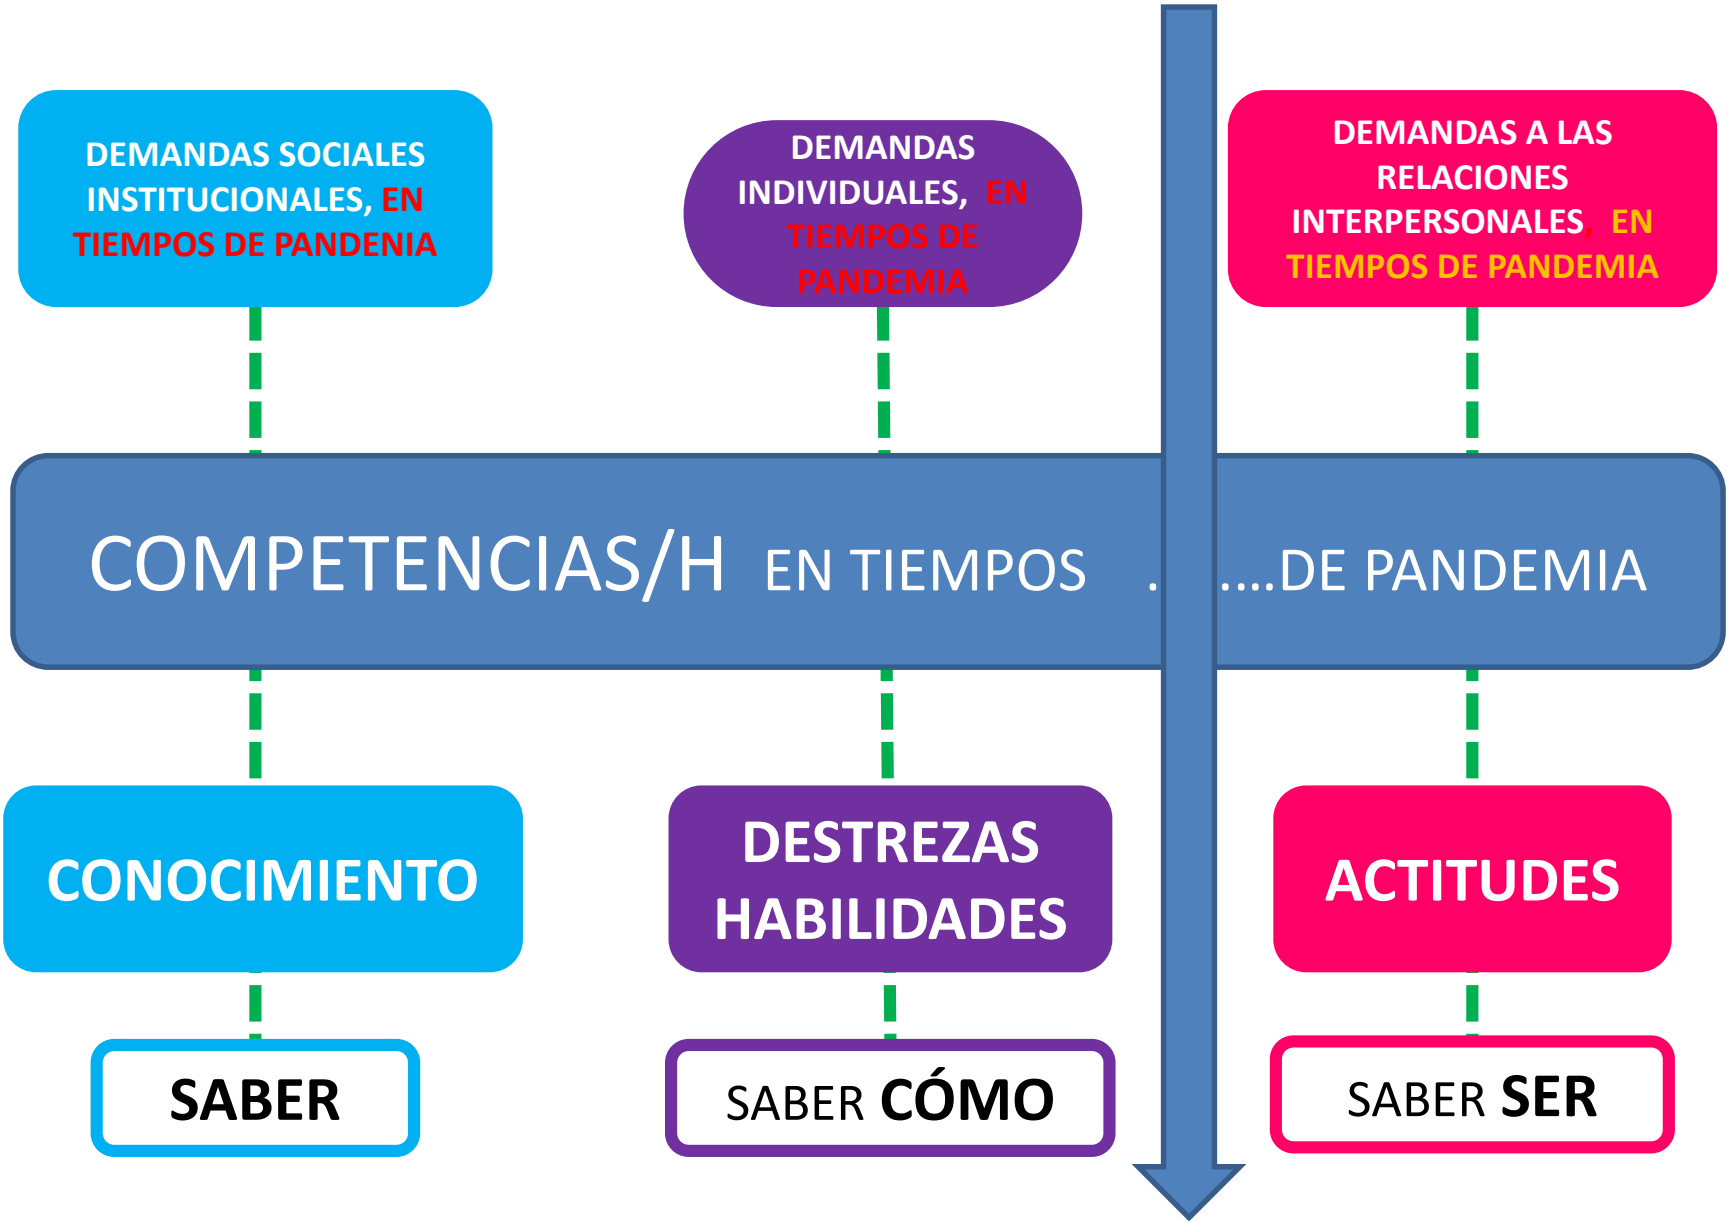 DEMANDAS SOCIALES
INSTITUCIONALES, EN
TIEMPOS DE PANDENIA
DEMANDAS
INDIVIDUALES, EN
TIEMPOS DE
PANDEMIA
DEMANDAS A LAS
RELACIONES
INTERPERSONALES, EN
TIEMPOS DE PANDEMIA
COMPETENCIAS/H EN TIEMPOS . ....DE PANDEMIA
CONOCIMIENTO
DESTREZAS
HABILIDADES
ACTITUDES
SABER
SABER CÓMO
SABER SER